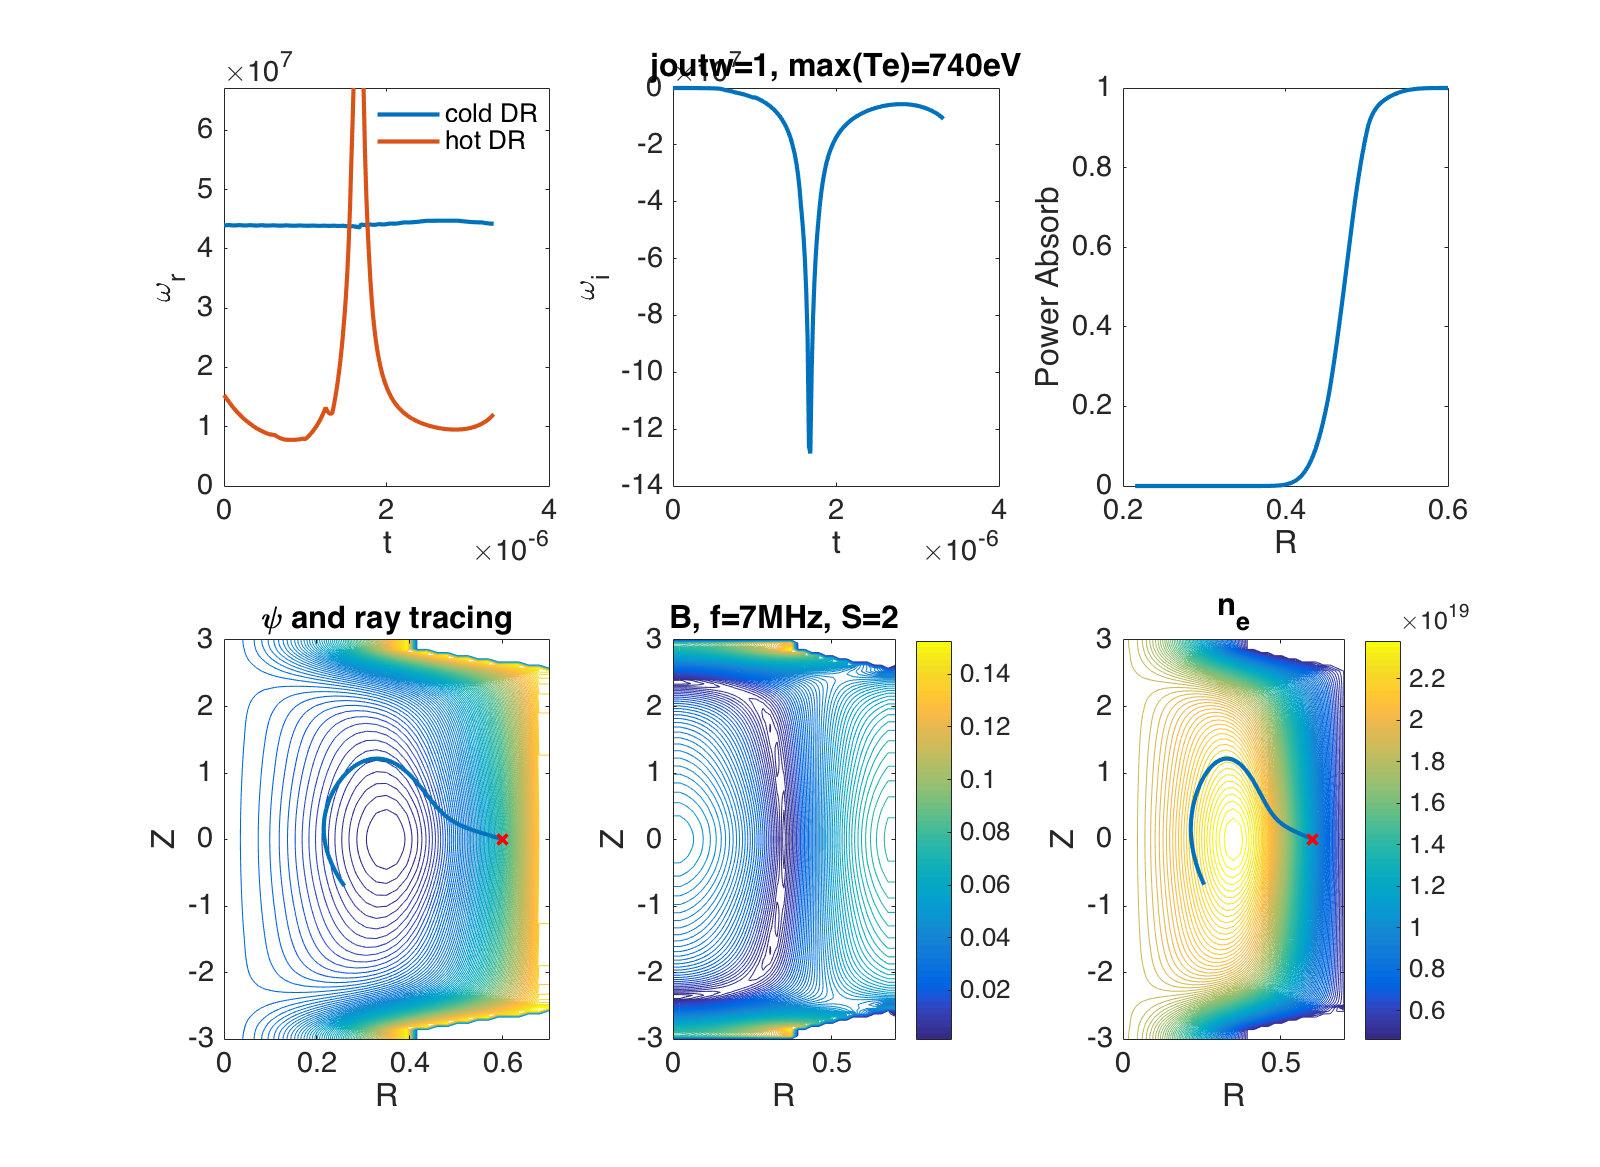 ×10^7
cold DR
hot DR
6
5
4
3
2
1
0
ω_r
0 2 4
t
×10^-6
joutw=1, max(Te)=740eV
×10^7
0
-2
-4
-6
-8
-10
-12
-14
ω_i
0 2 4
t
×10^-6
1
0.8
0.6
0.4
0.2
0
Power Absorb
0.2 0.4 0.6
R
ψ and ray tracing
3
2
1
0
-1
-2
-3
Z
0 0.2 0.4 0.6
R
B, f=7MHz, S=2
3
2
1
0
-1
-2
-3
Z
0 0.5
R
0.14
0.12
0.1
0.08
0.06
0.04
0.02
n_e
×10^19
3
2
1
0
-1
-2
-3
Z
0 0.5
R
2.2
2
1.8
1.6
1.4
1.2
1
0.8
0.6